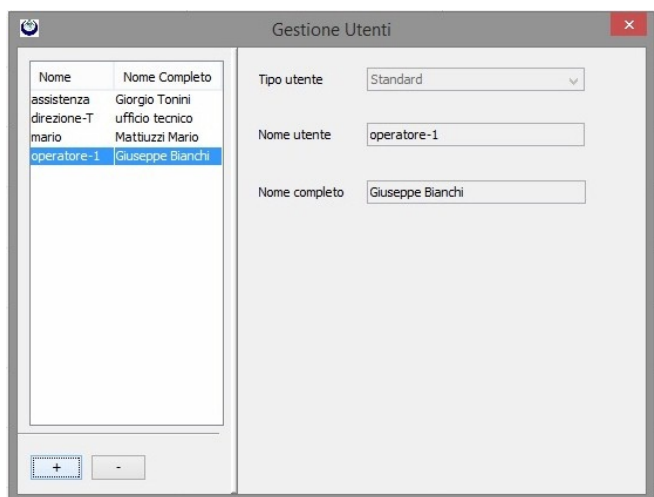 Gestione Utenti
Nome Nome Completo
assistenza Giorgio Tonini
direzione-T ufficio tecnico
mario Mattiuzzi Mario
operatore-1 Giuseppe Bianchi
Tipo utente Standard
Nome utente operatore-1
Nome completo Giuseppe Bianchi
+ -